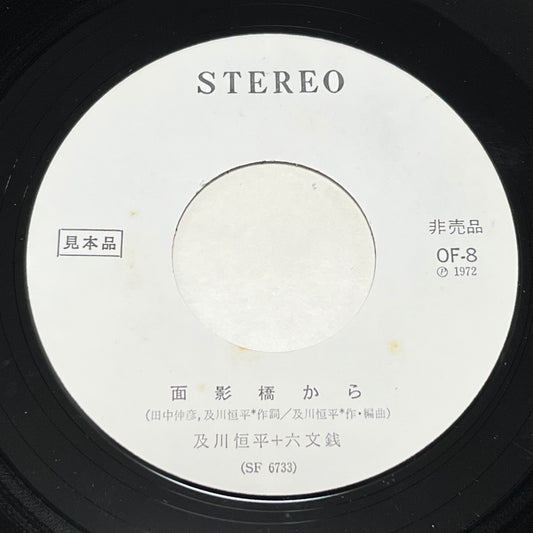 STEREO
見本品
非売品
OF-8
Ⓟ 1972
面影橋から
(田中伸彦,及川恒平*作詞/及川恒平*作・編曲)
及川恒平+六文銭
(SF 6733)